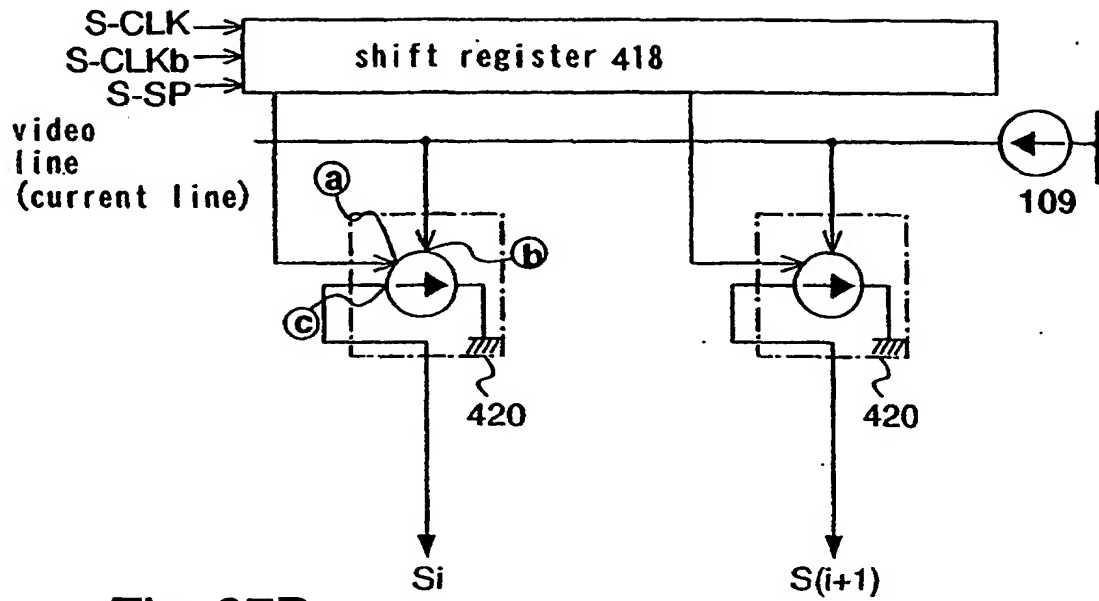 S-CLK
S-CLKb
S-SP
shift register 418
video
line
(current line)
109
a
b
c
420
420
Si
S(i+1)